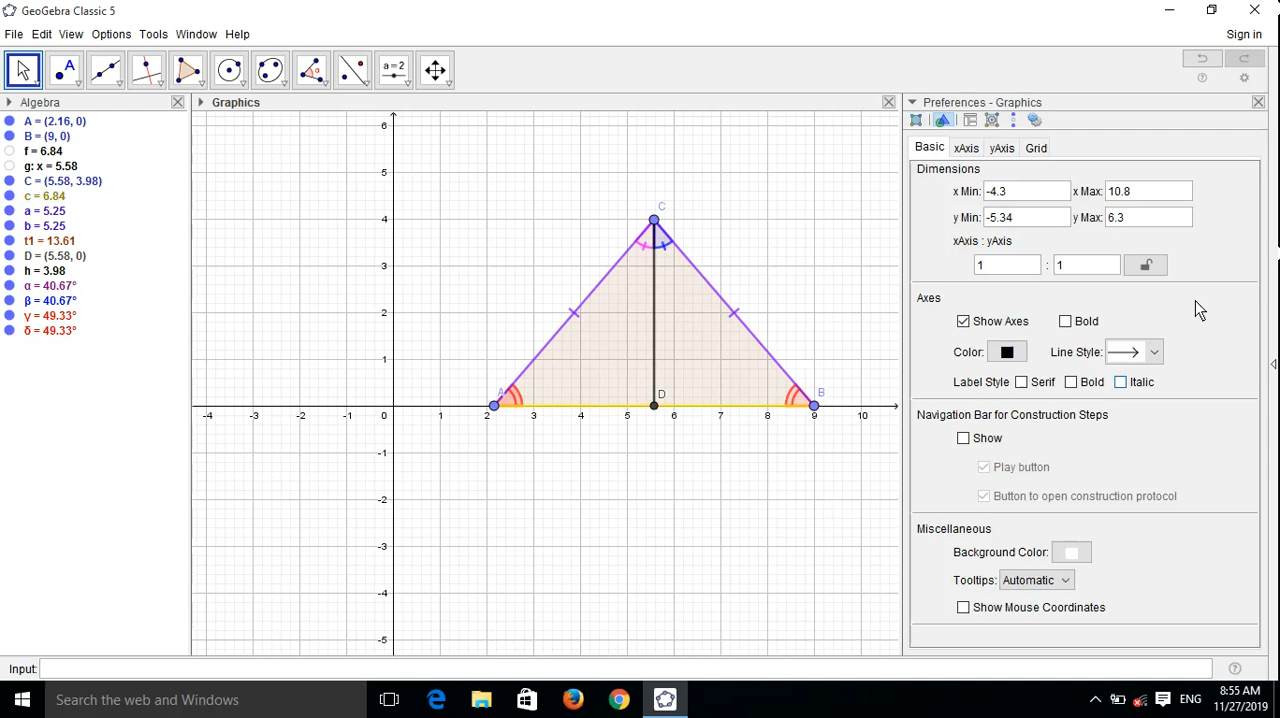 GeoGebra Classic 5
File Edit View Options Tools Window Help
Sign in
A
α
a = 2
Algebra
Graphics
Preferences - Graphics
A = (2.16, 0)
B = (9, 0)
f = 6.84
g: x = 5.58
C = (5.58, 3.98)
c = 6.84
a = 5.25
b = 5.25
t1 = 13.61
D = (5.58, 0)
h = 3.98
α = 40.67°
β = 40.67°
γ = 49.33°
δ = 49.33°
6
5
4
3
2
1
0
-1
-2
-3
-4
-5
-4 -3 -2 -1 1 2 3 4 5 6 7 8 9 10
C
A
D
B
Basic xAxis yAxis Grid
Dimensions
x Min: -4.3 x Max: 10.8
y Min: -5.34 y Max: 6.3
xAxis : yAxis
1 : 1
Axes
Show Axes Bold
Color: Line Style:
Label Style Serif Bold Italic
Navigation Bar for Construction Steps
Show
Play button
Button to open construction protocol
Miscellaneous
Background Color:
Tooltips: Automatic
Show Mouse Coordinates
Input:
Search the web and Windows
ENG
8:55 AM
11/27/2019